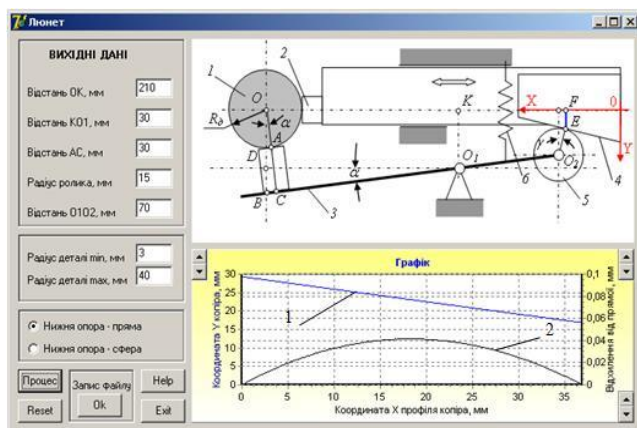 Люнет
ВИХІДНІ ДАНІ
Відстань ОК, мм 210
Відстань КО1, мм 30
Відстань АС, мм 30
Радіус ролика, мм 15
Відстань О1О2, мм 70
Радіус деталі min, мм 3
Радіус деталі max, мм 40
Нижня опора - пряма
Нижня опора - сфера
Процес
Запис файлу
Help
Reset
Ok
Exit
1
2
O
R∂
A
α
D
B
C
3
α
K
O₁
6
X
F
0
E
Y
γ
O₂
4
5
Графік
Координата Y копіра, мм
30
25
20
15
10
5
0
1
2
0,1
0,08
0,06
0,04
0,02
0
Відхилення від прямої, мм
0 5 10 15 20 25 30 35
Координата X профіля копіра, мм